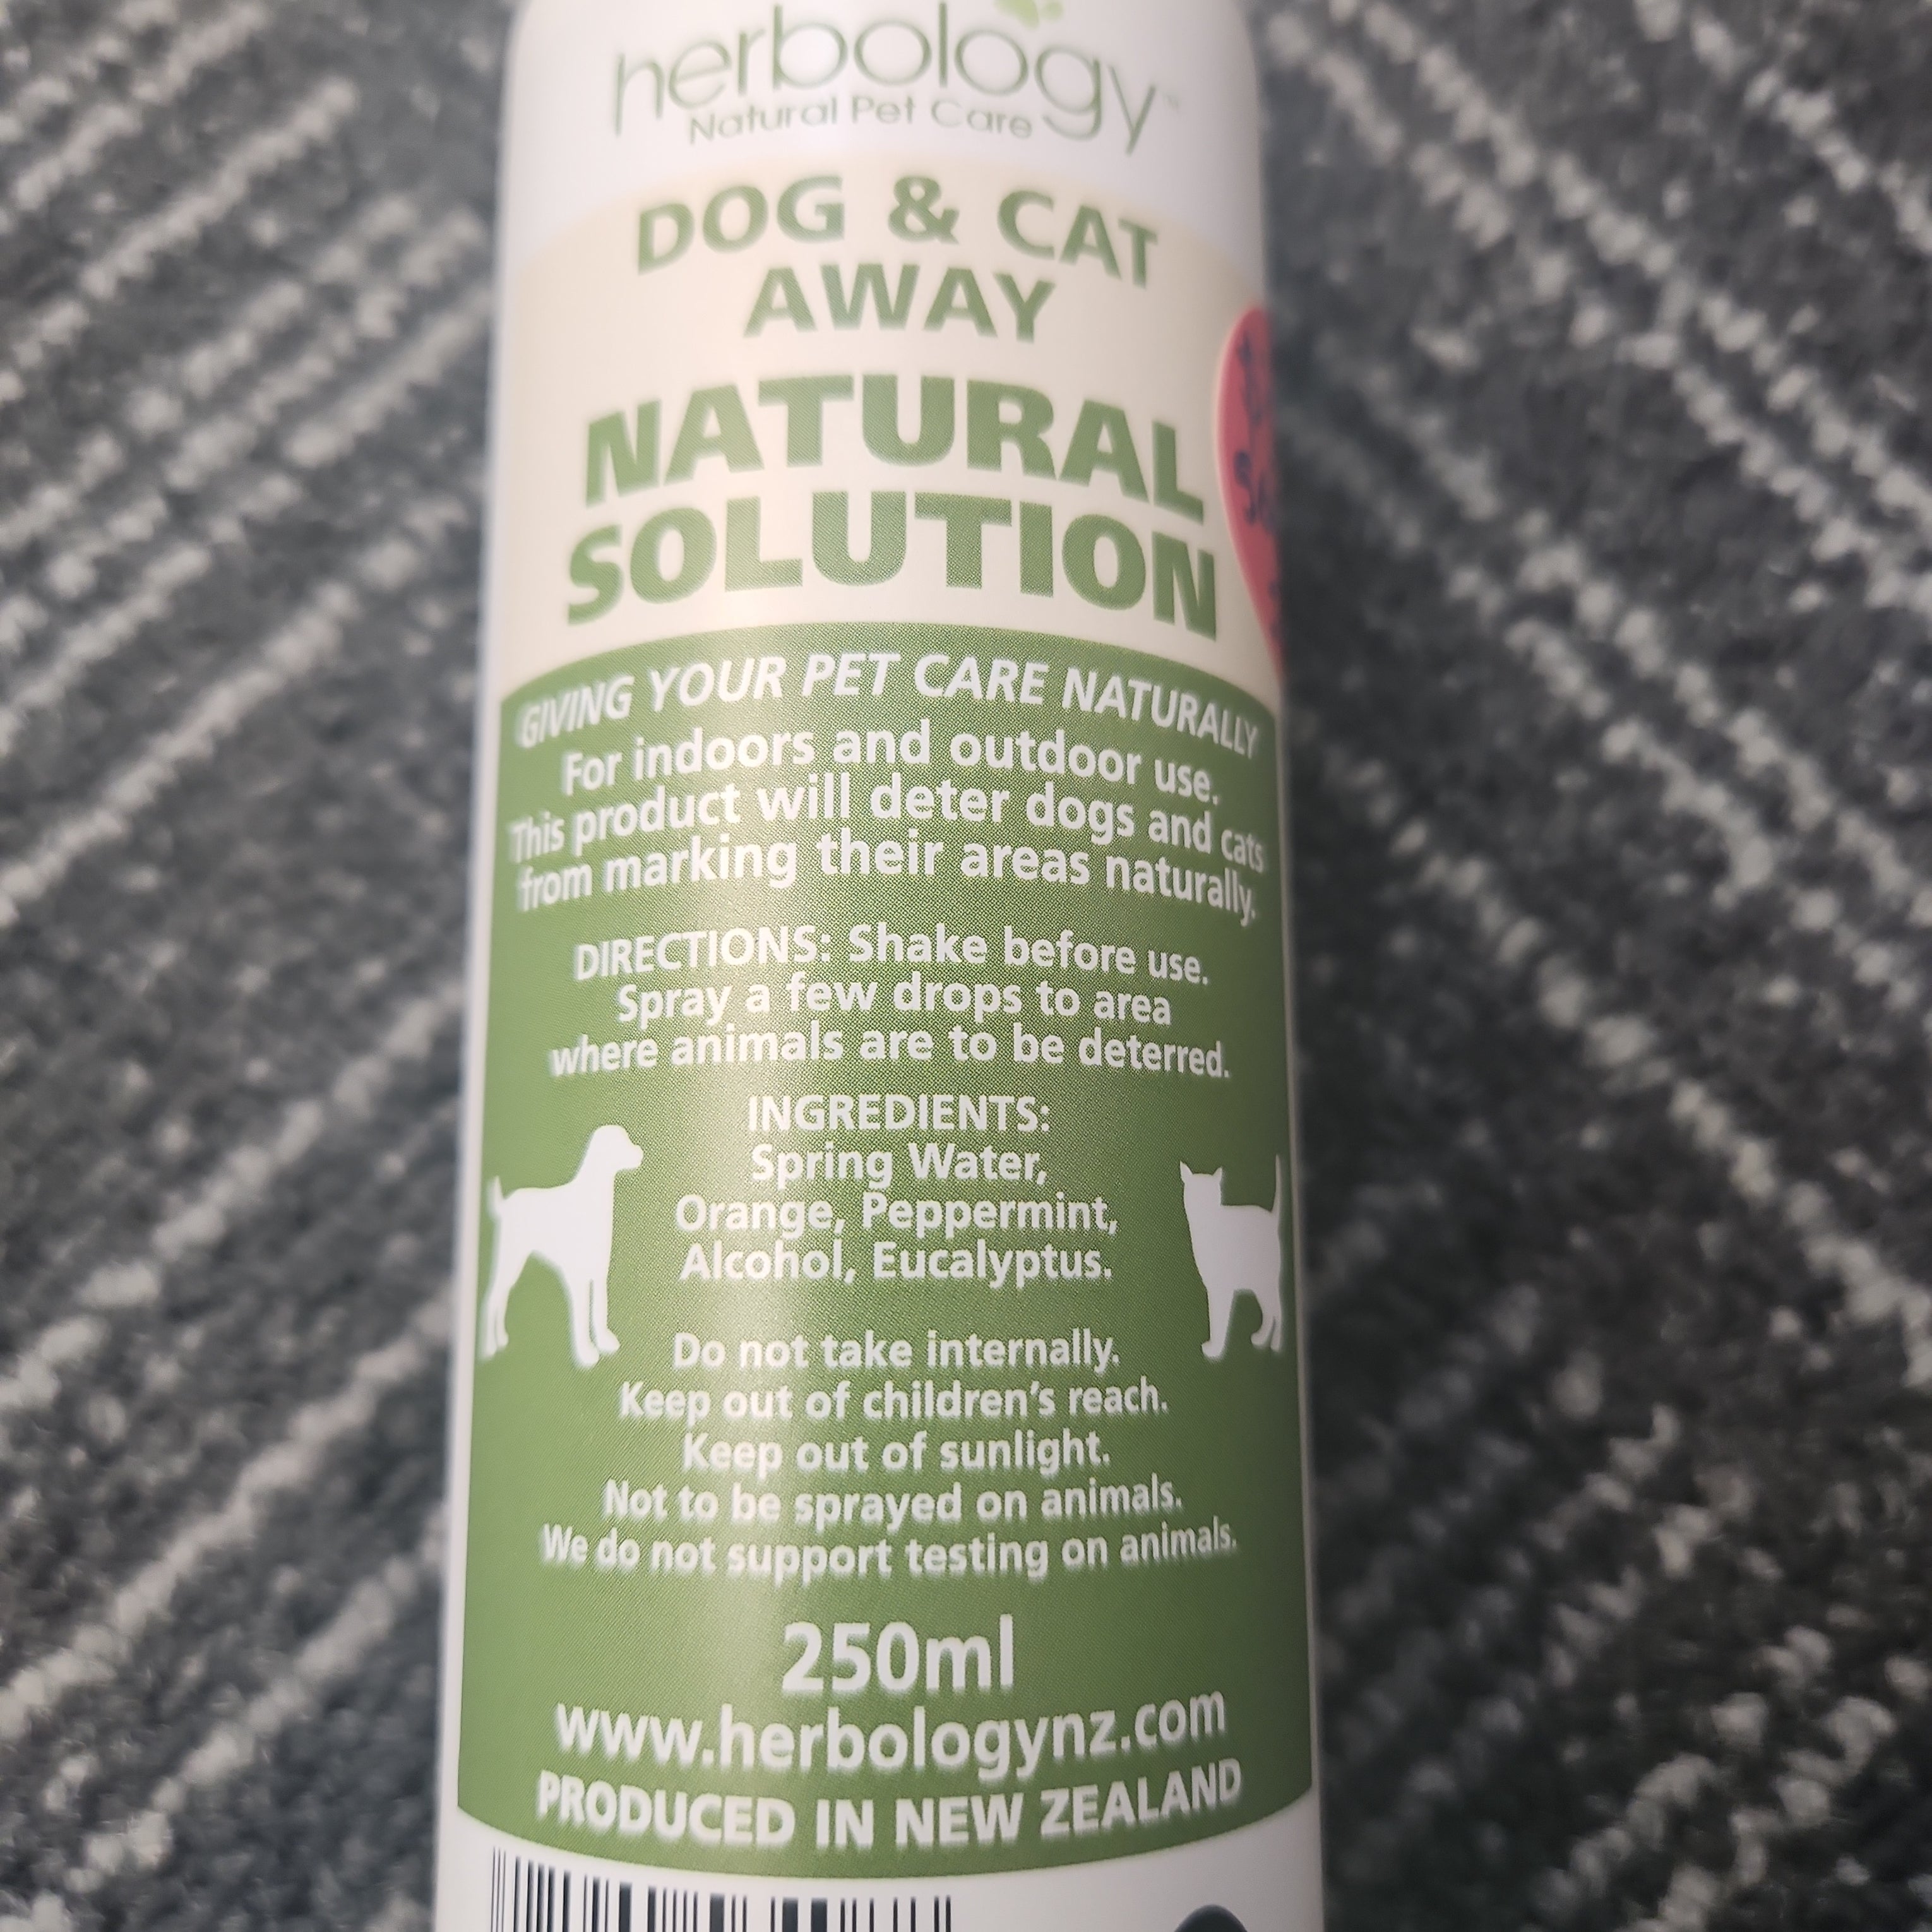 herbology
Natural Pet Care
DOG & CAT
AWAY
NATURAL
SOLUTION
GIVING YOUR PET CARE NATURALLY
For indoors and outdoor use.
This product will deter dogs and cats
from marking their areas naturally.
DIRECTIONS: Shake before use.
Spray a few drops to area
where animals are to be deterred.
INGREDIENTS:
Spring Water,
Orange, Peppermint,
Alcohol, Eucalyptus.
Do not take internally.
Keep out of children's reach.
Keep out of sunlight.
Not to be sprayed on animals.
We do not support testing on animals.
250ml
www.herbologynz.com
PRODUCED IN NEW ZEALAND